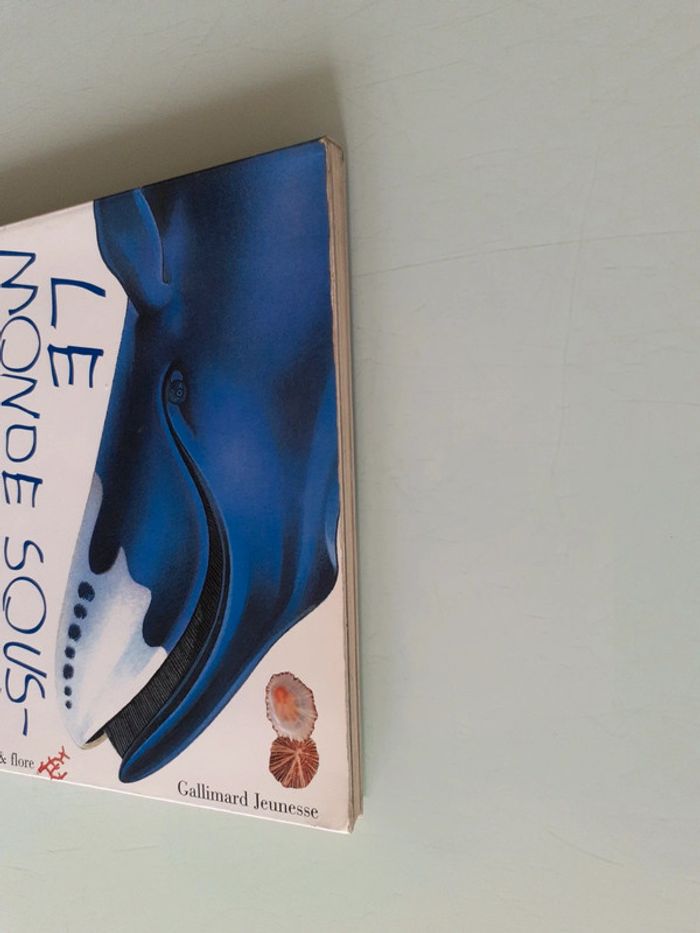 LE
MONDE SOUS-
& flore
Gallimard Jeunesse